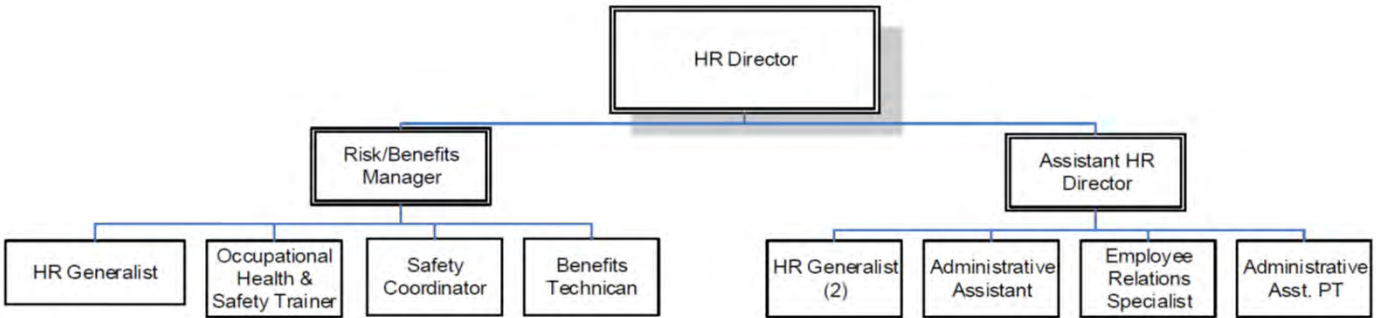 HR Director
Risk/Benefits
Manager
Assistant HR
Director
HR Generalist
Occupational
Health &
Safety Trainer
Safety
Coordinator
Benefits
Technican
HR Generalist
(2)
Administrative
Assistant
Employee
Relations
Specialist
Administrative
Asst. PT